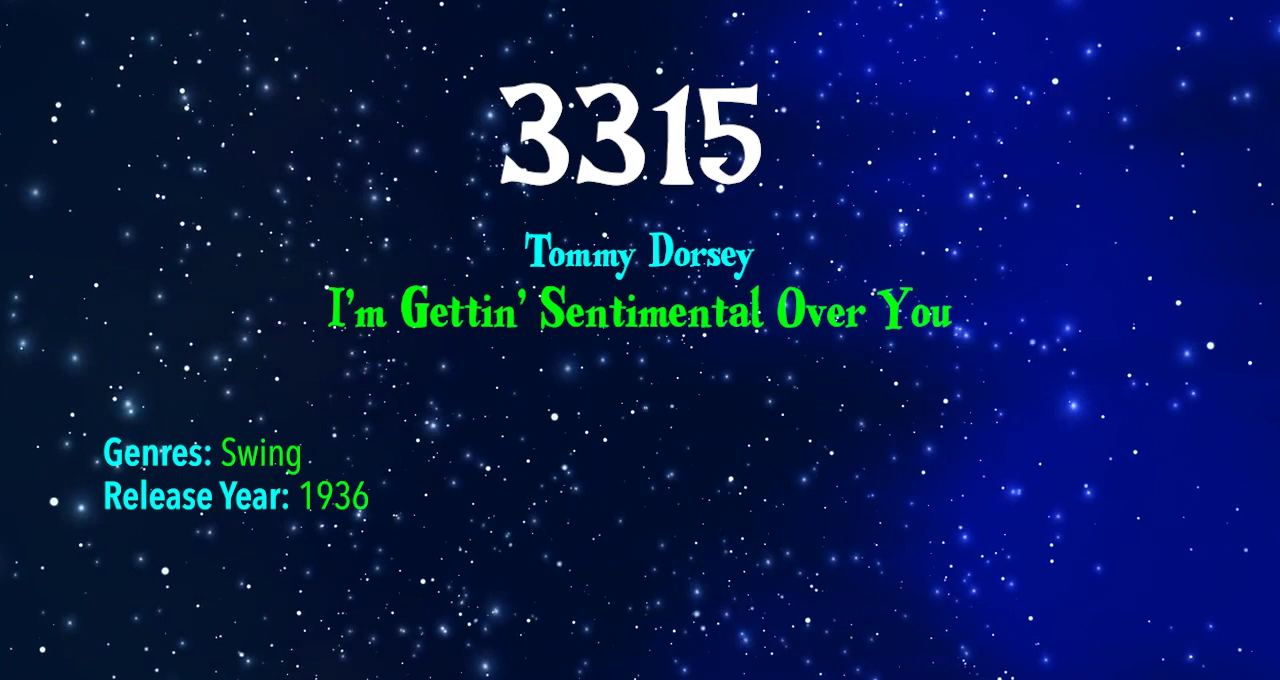 3315
Tommy Dorsey
I'm Gettin' Sentimental Over You
Genres: Swing
Release Year: 1936